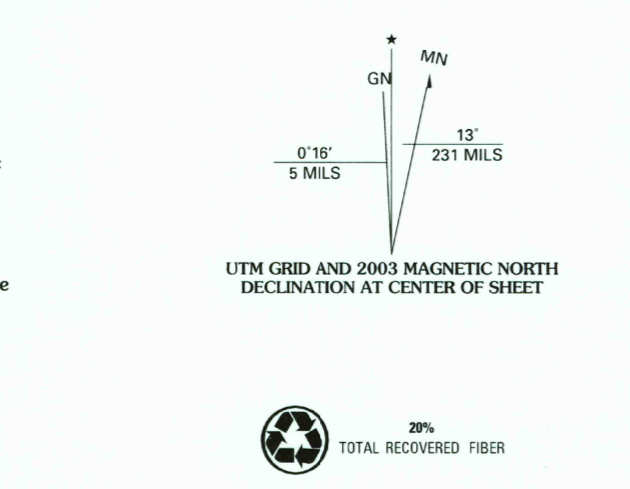 ★
MN
GN
0°16′
5 MILS
13°
231 MILS
UTM GRID AND 2003 MAGNETIC NORTH
DECLINATION AT CENTER OF SHEET
e
20%
TOTAL RECOVERED FIBER